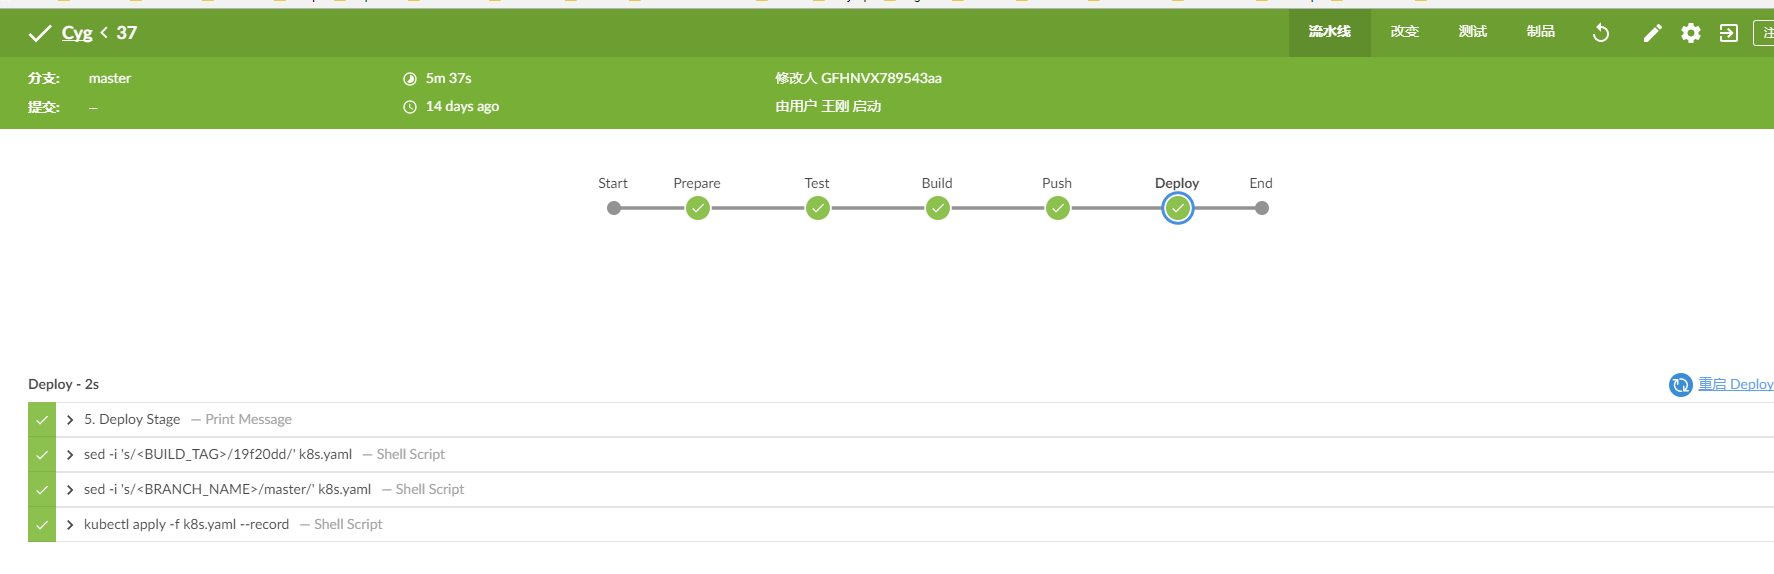 Cyg < 37 流水线 改变 测试 制品
分支: master 5m 37s 修改人 GFHNVX789543aa
提交: – 14 days ago 由用户 王刚 启动
Start Prepare Test Build Push Deploy End
Deploy - 2s 重启 Deploy
5. Deploy Stage — Print Message
sed -i 's/<BUILD_TAG>/19f20dd/' k8s.yaml — Shell Script
sed -i 's/<BRANCH_NAME>/master/' k8s.yaml — Shell Script
kubectl apply -f k8s.yaml --record — Shell Script